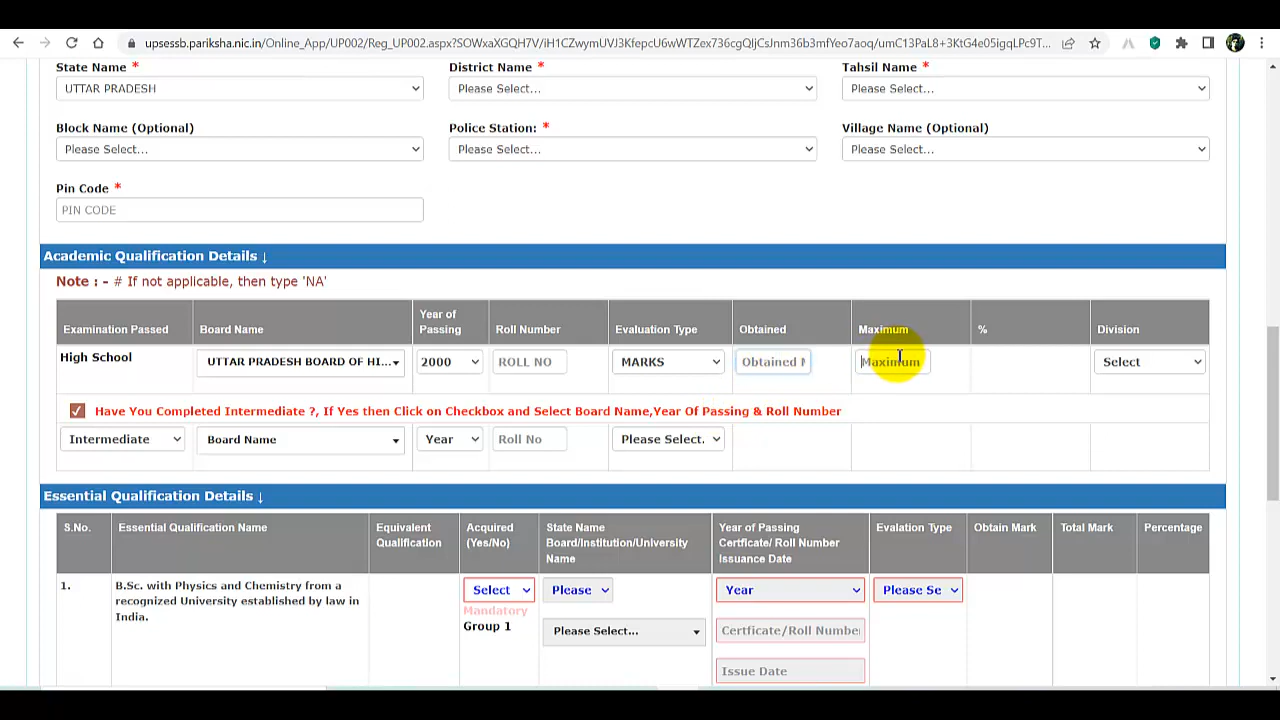 upsessb.pariksha.nic.in/Online_App/UP002/Reg_UP002.aspx?SOWxaXGQH7V/iH1CZwymUVJ3KfepcU6wWTZex736cgQIjCsJnm36b3mfYeo7aoq/umC13PaL8+3KtG4e05igqLPc9T...
State Name * District Name * Tahsil Name *
UTTAR PRADESH Please Select... Please Select...
Block Name (Optional) Police Station: * Village Name (Optional)
Please Select... Please Select... Please Select...
Pin Code *
PIN CODE
Academic Qualification Details ↓
Note : - # If not applicable, then type 'NA'
Examination Passed Board Name Year of Passing Roll Number Evaluation Type Obtained Maximum % Division
High School UTTAR PRADESH BOARD OF HI... 2000 ROLL NO MARKS Obtained M Maximum Select
Have You Completed Intermediate ?, If Yes then Click on Checkbox and Select Board Name,Year Of Passing & Roll Number
Intermediate Board Name Year Roll No Please Select.
Essential Qualification Details ↓
S.No. Essential Qualification Name Equivalent Qualification Acquired (Yes/No) State Name Board/Institution/University Name Year of Passing Certficate/ Roll Number Issuance Date Evalation Type Obtain Mark Total Mark Percentage
1. B.Sc. with Physics and Chemistry from a Select Please Year Please Se
recognized University established by law in Mandatory
India. Group 1 Please Select... Certficate/Roll Number
Issue Date